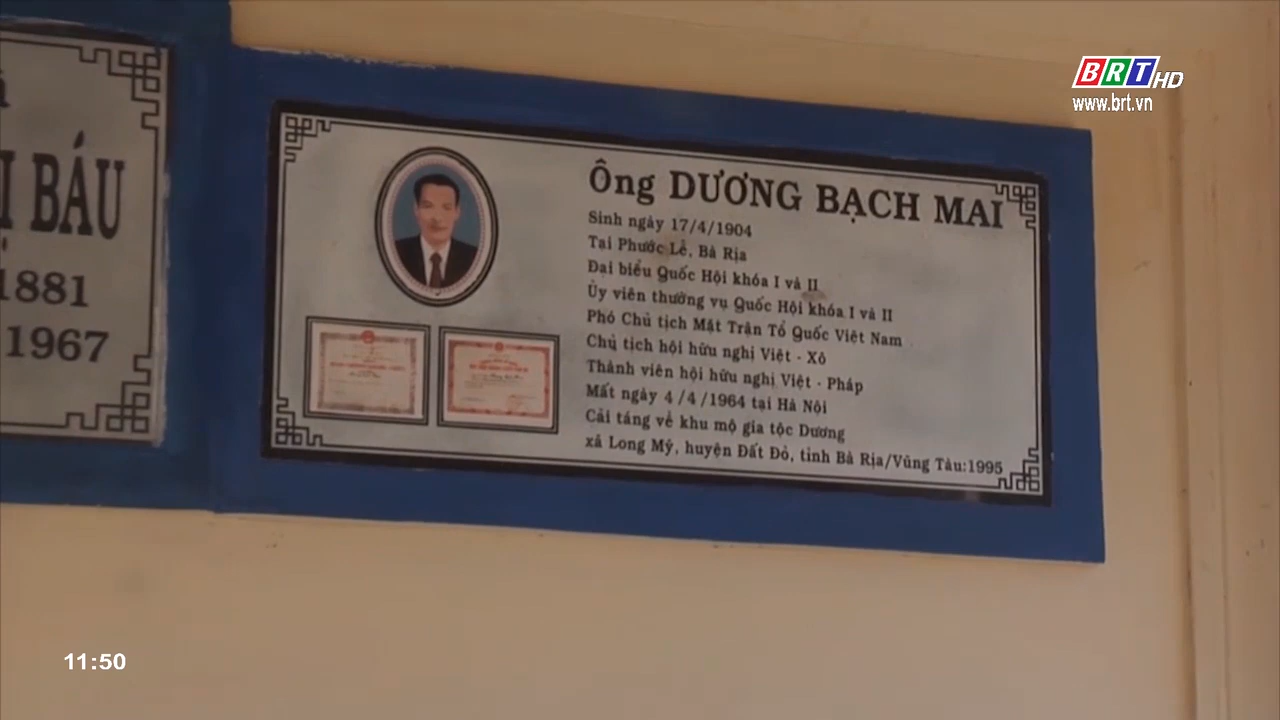 BRT HD
www.brt.vn
BÁU
1881
1967
Ông DƯƠNG BẠCH MAI
Sinh ngày 17/4/1904
Tại Phước Lễ, Bà Rịa
Đại biểu Quốc Hội khóa I và II
Ủy viên thường vụ Quốc Hội khóa I và II
Phó Chủ tịch Mặt Trận Tổ Quốc Việt Nam
Chủ tịch hội hữu nghị Việt - Xô
Thành viên hội hữu nghị Việt - Pháp
Mất ngày 4/4/1964 tại Hà Nội
Cải táng về khu mộ gia tộc Dương
xã Long Mỹ, huyện Đất Đỏ, tỉnh Bà Rịa/Vũng Tàu:1995
11:50